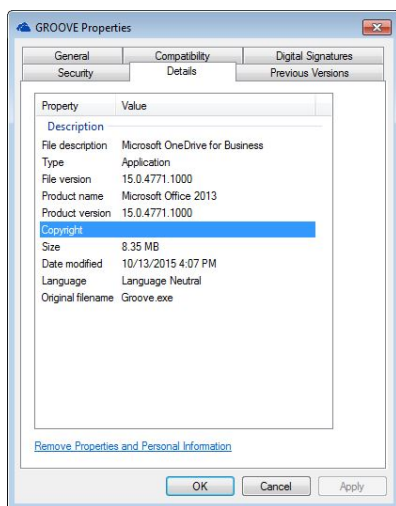 GROOVE Properties
General Compatibility Digital Signatures
Security Details Previous Versions
Property Value
Description
File description Microsoft OneDrive for Business
Type Application
File version 15.0.4771.1000
Product name Microsoft Office 2013
Product version 15.0.4771.1000
Copyright
Size 8.35 MB
Date modified 10/13/2015 4:07 PM
Language Language Neutral
Original filename Groove.exe
Remove Properties and Personal Information
OK Cancel Apply